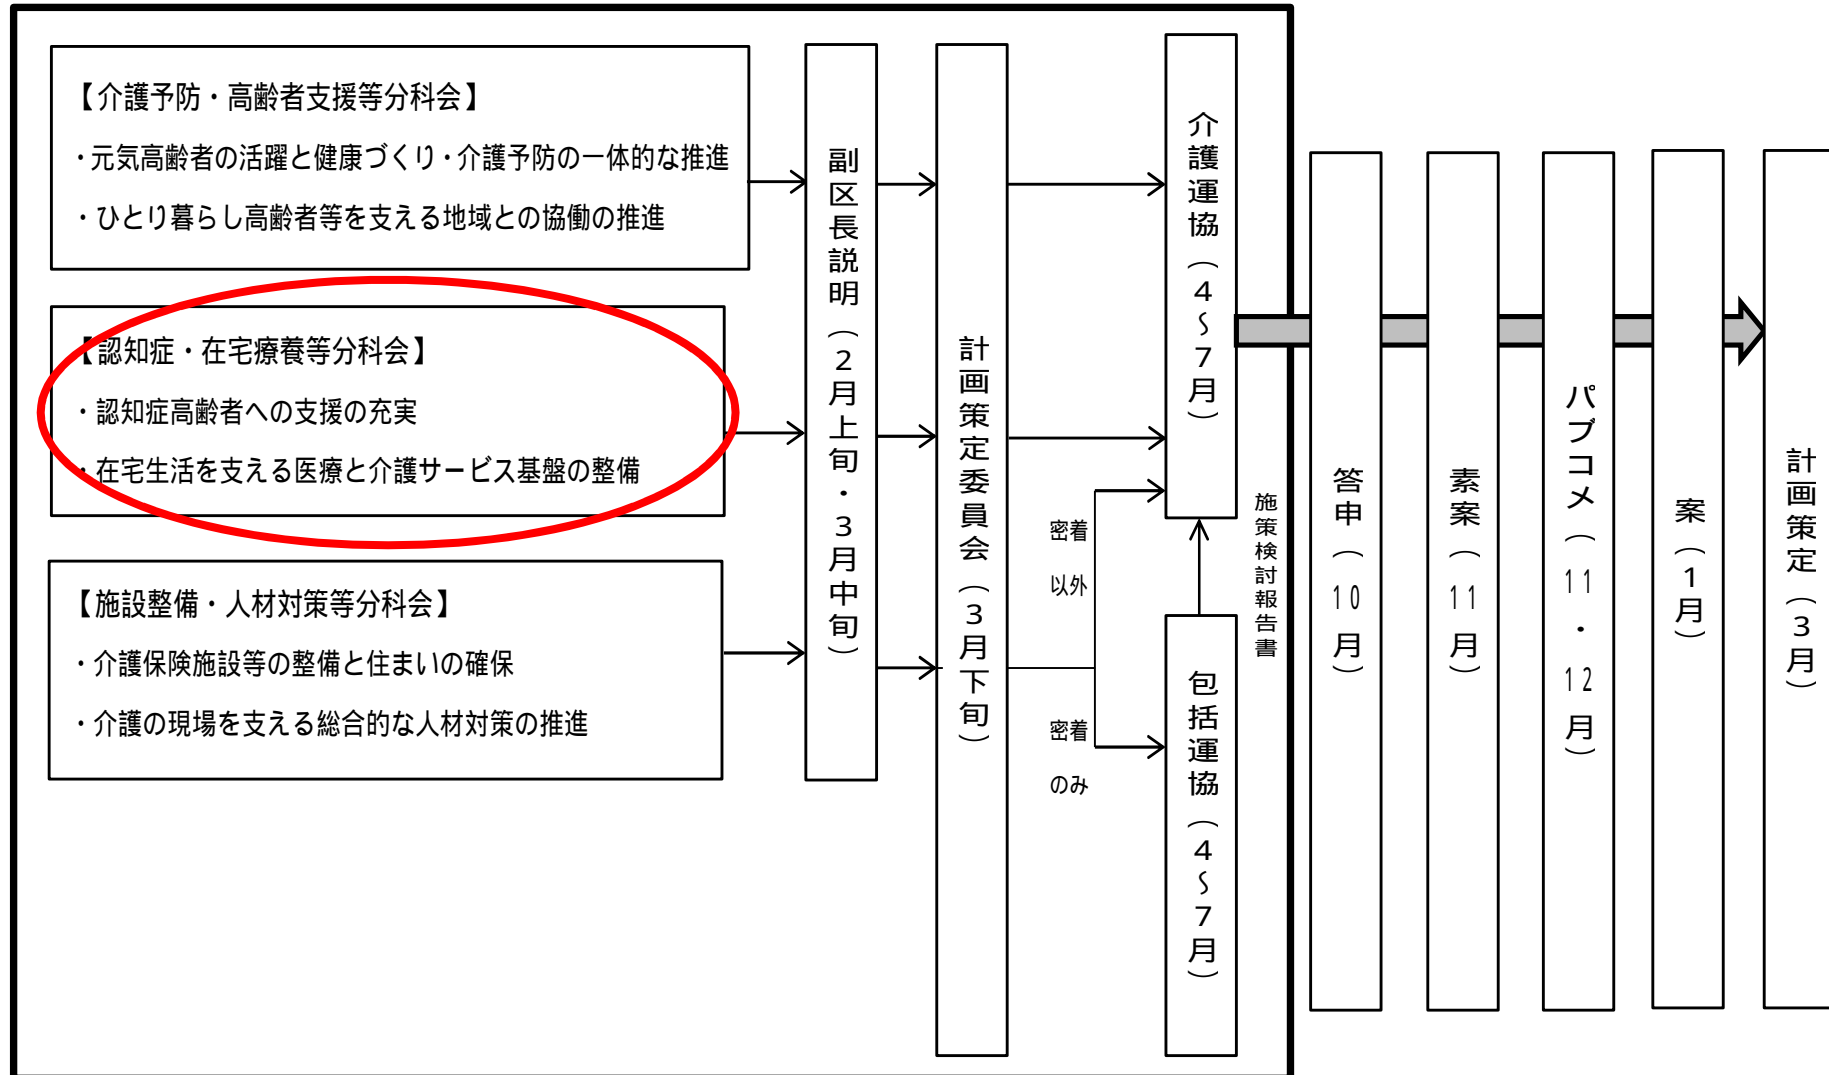 【介護予防・高齢者支援等分科会】
・元気高齢者の活躍と健康づくり・介護予防の一体的な推進
・ひとり暮らし高齢者等を支える地域との協働の推進
【認知症・在宅療養等分科会】
・認知症高齢者への支援の充実
・在宅生活を支える医療と介護サービス基盤の整備
【施設整備・人材対策等分科会】
・介護保険施設等の整備と住まいの確保
・介護の現場を支える総合的な人材対策の推進
副区長説明（2月上旬・3月中旬）
計画策定委員会（3月下旬）
密着
以外
密着
のみ
介護運協（4～7月）
包括運協（4～7月）
施策検討報告書
答申（10月）
素案（11月）
パブコメ（11・12月）
案（1月）
計画策定（3月）